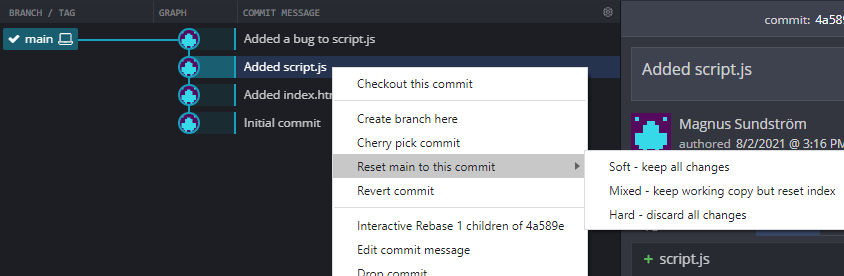 BRANCH / TAG GRAPH COMMIT MESSAGE
commit: 4a589
main Added a bug to script.js
Added script.js
Added script.js
Checkout this commit
Added index.htm
Create branch here
Initial commit
Magnus Sundström
Cherry pick commit
authored 8/2/2021 @ 3:16 PM
Reset main to this commit
Soft - keep all changes
Revert commit
Mixed - keep working copy but reset index
Hard - discard all changes
Interactive Rebase 1 children of 4a589e
Edit commit message
+ script.js
Drop commit